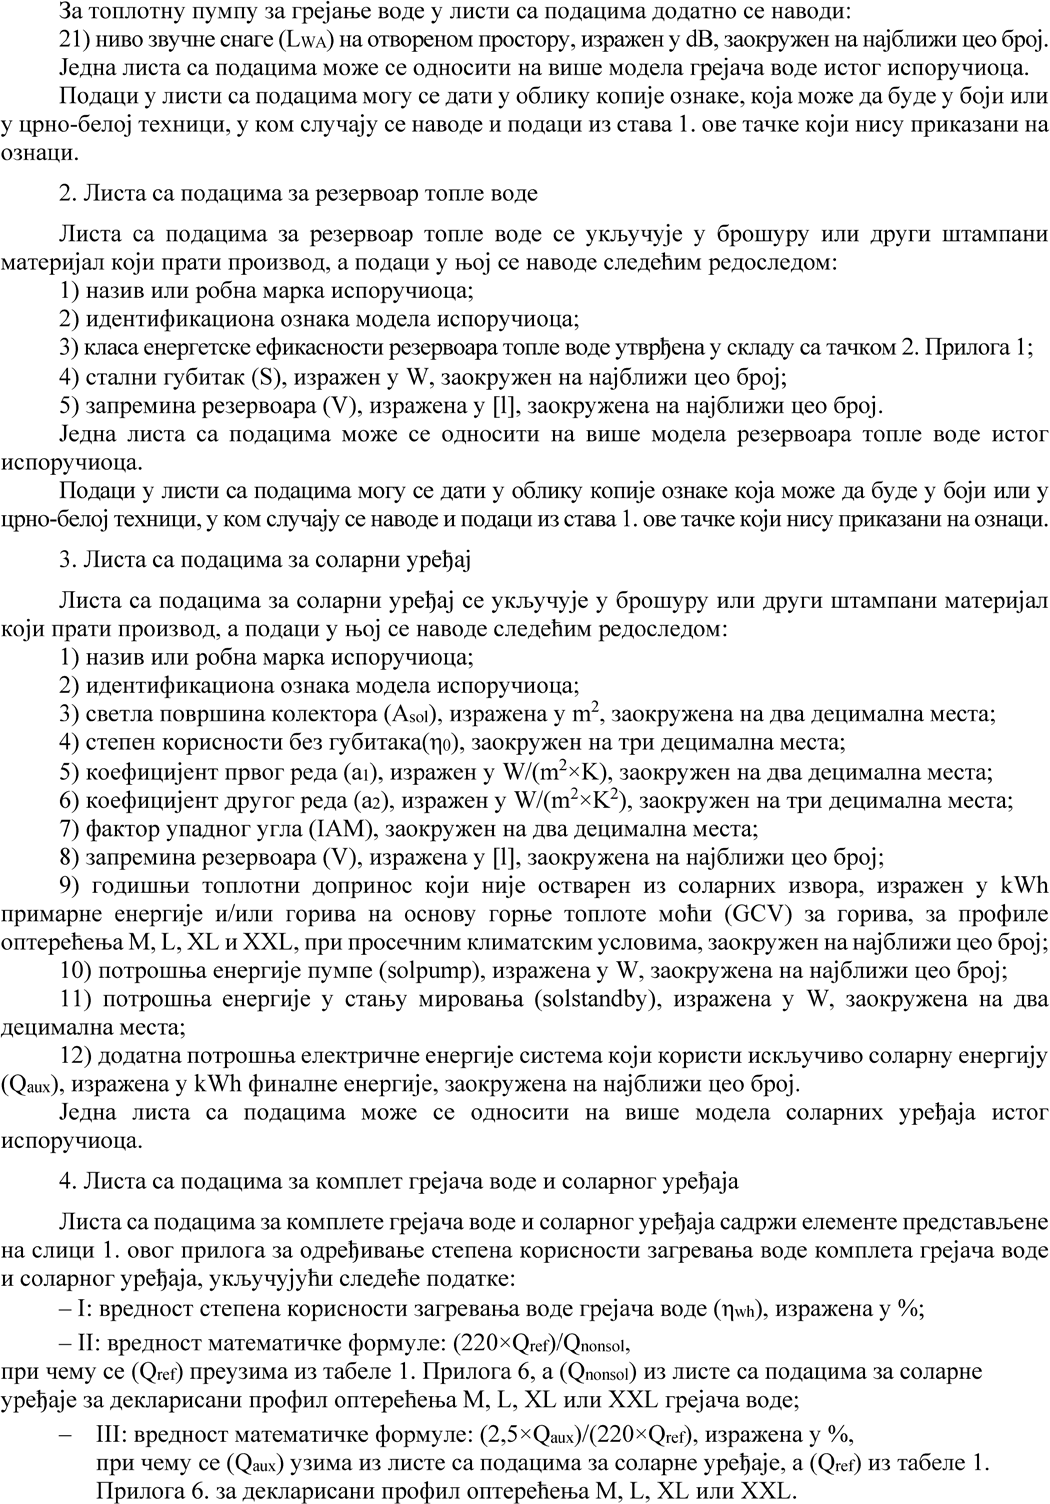 За топлотну пумпу за грејање воде у листи са подацима додатно се наводи:
21) ниво звучне снаге (LWA) на отвореном простору, изражен у dB, заокружен на најближи цео број.
Једна листа са подацима може се односити на више модела грејача воде истог испоручиоца.
Подаци у листи са подацима могу се дати у облику копије ознаке, која може да буде у боји или
у црно-белој техници, у ком случају се наводе и подаци из става 1. ове тачке који нису приказани на
ознаци.
2. Листа са подацима за резервоар топле воде
Листа са подацима за резервоар топле воде се укључује у брошуру или други штампани
материјал који прати производ, а подаци у њој се наводе следећим редоследом:
1) назив или робна марка испоручиоца;
2) идентификациона ознака модела испоручиоца;
3) класа енергетске ефикасности резервоара топле воде утврђена у складу са тачком 2. Прилога 1;
4) стални губитак (S), изражен у W, заокружен на најближи цео број;
5) запремина резервоара (V), изражена у [l], заокружена на најближи цео број.
Једна листа са подацима може се односити на више модела резервоара топле воде истог
испоручиоца.
Подаци у листи са подацима могу се дати у облику копије ознаке која може да буде у боји или у
црно-белој техници, у ком случају се наводе и подаци из става 1. ове тачке који нису приказани на ознаци.
3. Листа са подацима за соларни уређај
Листа са подацима за соларни уређај се укључује у брошуру или други штампани материјал
који прати производ, а подаци у њој се наводе следећим редоследом:
1) назив или робна марка испоручиоца;
2) идентификациона ознака модела испоручиоца;
3) светла површина колектора (Asol), изражена у m², заокружена на два децимална места;
4) степен корисности без губитака(η0), заокружен на три децимална места;
5) коефицијент првог реда (a1), изражен у W/(m²×K), заокружен на два децимална места;
6) коефицијент другог реда (a2), изражен у W/(m²×K²), заокружен на три децимална места;
7) фактор упадног угла (IAM), заокружен на два децимална места;
8) запремина резервоара (V), изражена у [l], заокружена на најближи цео број;
9) годишњи топлотни допринос који није остварен из соларних извора, изражен у kWh
примарне енергије и/или горива на основу горње топлоте моћи (GCV) за горива, за профиле
оптерећења M, L, XL и XXL, при просечним климатским условима, заокружен на најближи цео број;
10) потрошња енергије пумпе (solpump), изражена у W, заокружена на најближи цео број;
11) потрошња енергије у стању мировања (solstandby), изражена у W, заокружена на два
децимална места;
12) додатна потрошња електричне енергије система који користи искључиво соларну енергију
(Qaux), изражена у kWh финалне енергије, заокружена на најближи цео број.
Једна листа са подацима може се односити на више модела соларних уређаја истог
испоручиоца.
4. Листа са подацима за комплет грејача воде и соларног уређаја
Листа са подацима за комплете грејача воде и соларног уређаја садржи елементе представљене
на слици 1. овог прилога за одређивање степена корисности загревања воде комплета грејача воде
и соларног уређаја, укључујући следеће податке:
– I: вредност степена корисности загревања воде грејача воде (ηwh), изражена у %;
– II: вредност математичке формуле: (220×Qref)/Qnonsol,
при чему се (Qref) преузима из табеле 1. Прилога 6, а (Qnonsol) из листе са подацима за соларне
уређаје за декларисани профил оптерећења M, L, XL или XXL грејача воде;
– III: вредност математичке формуле: (2,5×Qaux)/(220×Qref), изражена у %,
при чему се (Qaux) узима из листе са подацима за соларне уређаје, а (Qref) из табеле 1.
Прилога 6. за декларисани профил оптерећења M, L, XL или XXL.